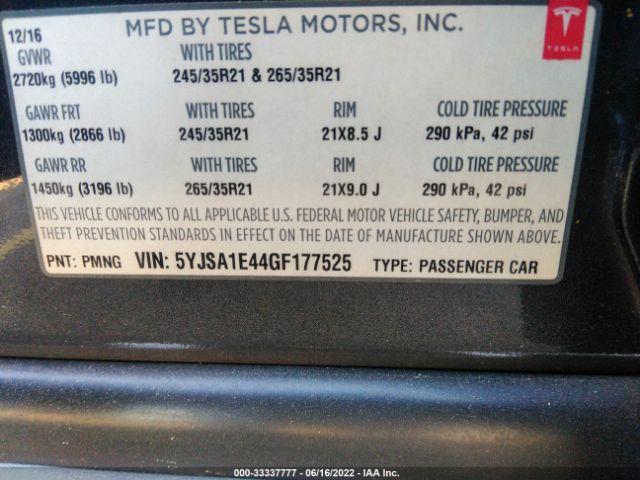 12/16 MFD BY TESLA MOTORS, INC.
TESLA
GVWR WITH TIRES
2720kg (5996 lb) 245/35R21 & 265/35R21
GAWR FRT WITH TIRES RIM COLD TIRE PRESSURE
1300kg (2866 lb) 245/35R21 21X8.5 J 290 kPa, 42 psi
GAWR RR WITH TIRES RIM COLD TIRE PRESSURE
1450kg (3196 lb) 265/35R21 21X9.0 J 290 kPa, 42 psi
THIS VEHICLE CONFORMS TO ALL APPLICABLE U.S. FEDERAL MOTOR VEHICLE SAFETY, BUMPER, AND
THEFT PREVENTION STANDARDS IN EFFECT ON THE DATE OF MANUFACTURE SHOWN ABOVE.
PNT: PMNG VIN: 5YJSA1E44GF177525 TYPE: PASSENGER CAR
000-33337777 - 06/16/2022 - IAA Inc.